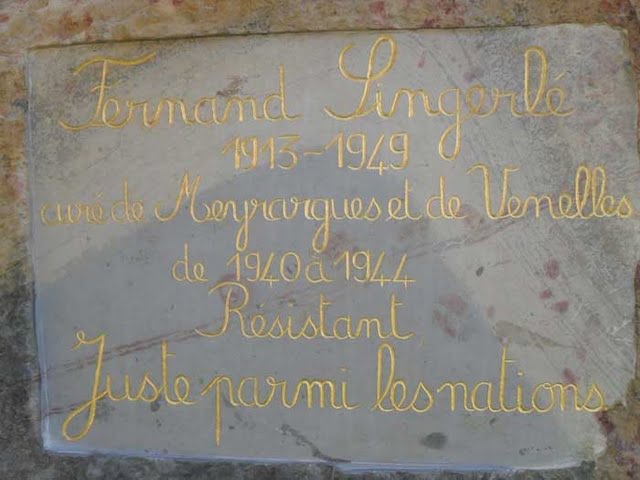 Fernand Singerlé
1913-1949
curé de Meyrargues et de Venelles
de 1940 à 1944
Résistant
Juste parmi les nations